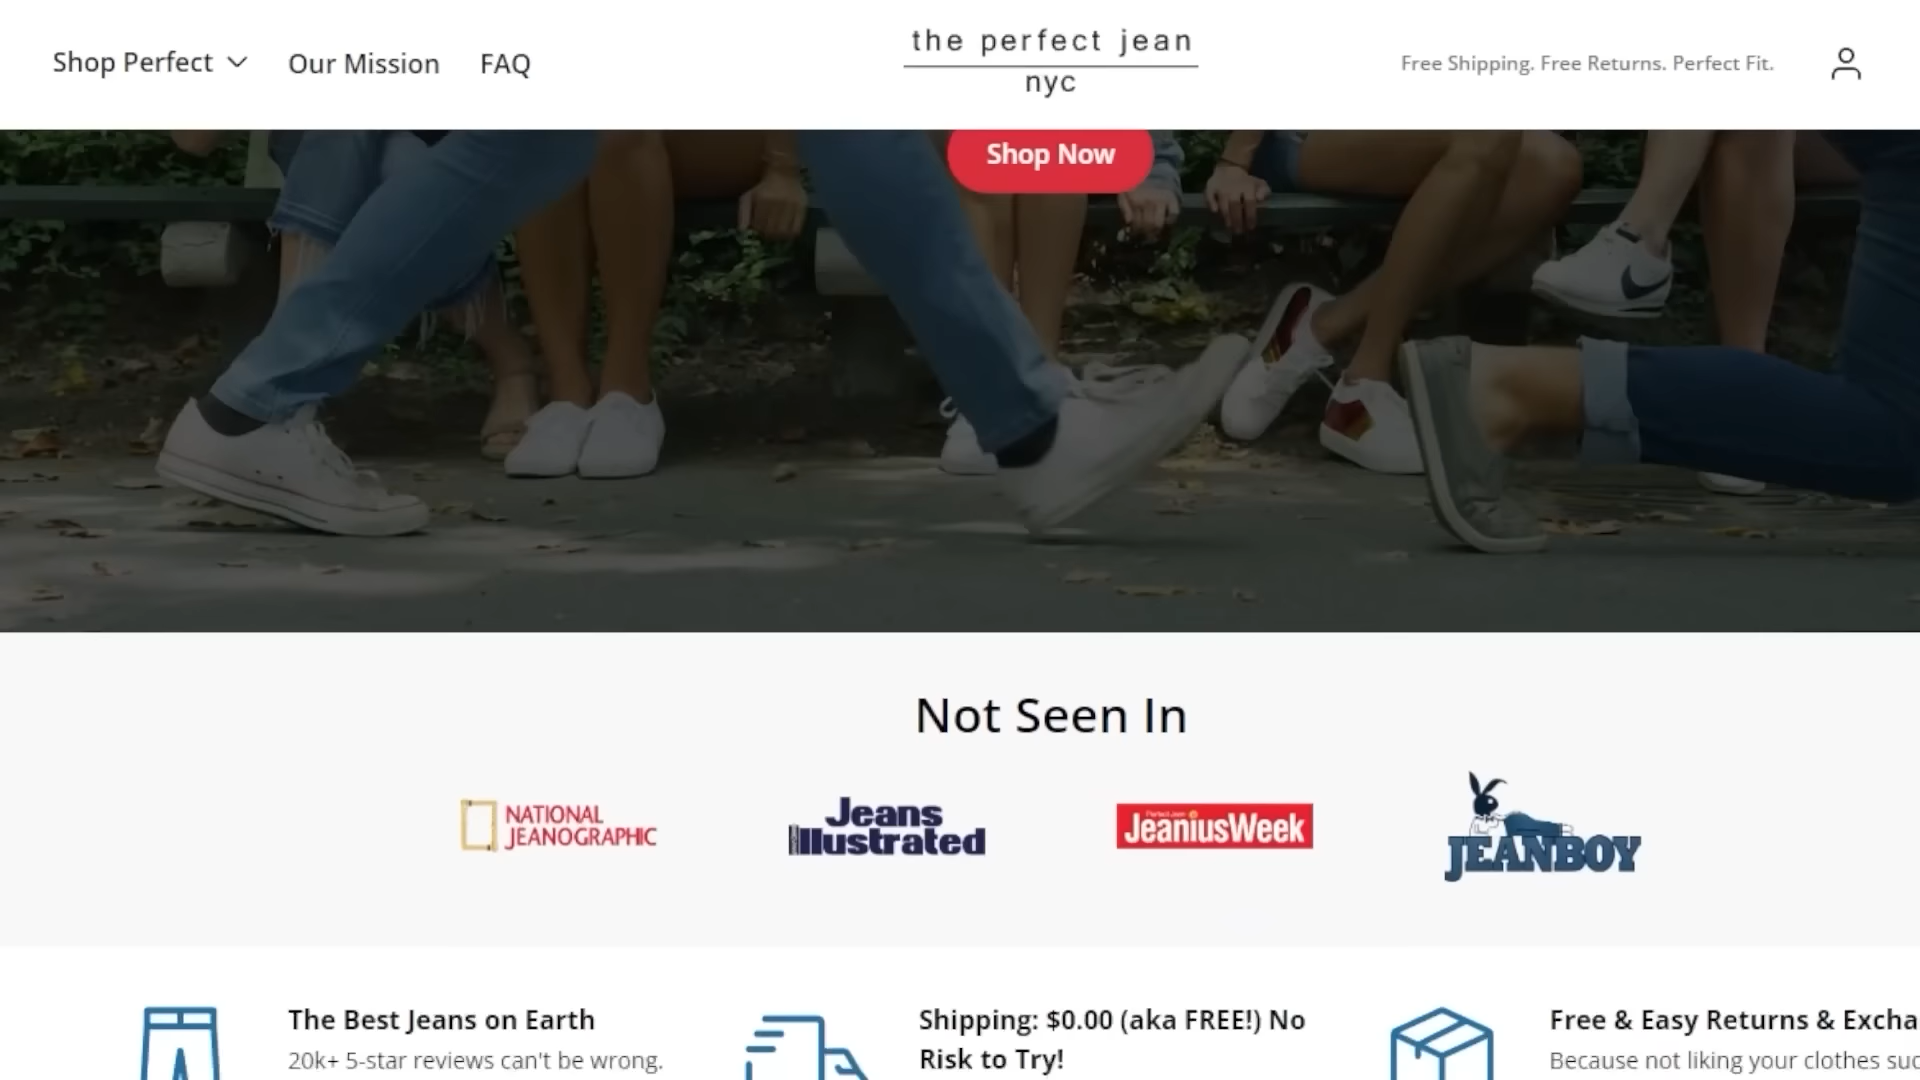 Shop Perfect
Our Mission
FAQ
the perfect jean
nyc
Free Shipping. Free Returns. Perfect Fit.
Shop Now
Not Seen In
NATIONAL
JEANOGRAPHIC
Jeans
Illustrated
JeaniusWeek
JEANBOY
The Best Jeans on Earth
20k+ 5-star reviews can't be wrong.
Shipping: $0.00 (aka FREE!) No
Risk to Try!
Free & Easy Returns & Excha
Because not liking your clothes suc